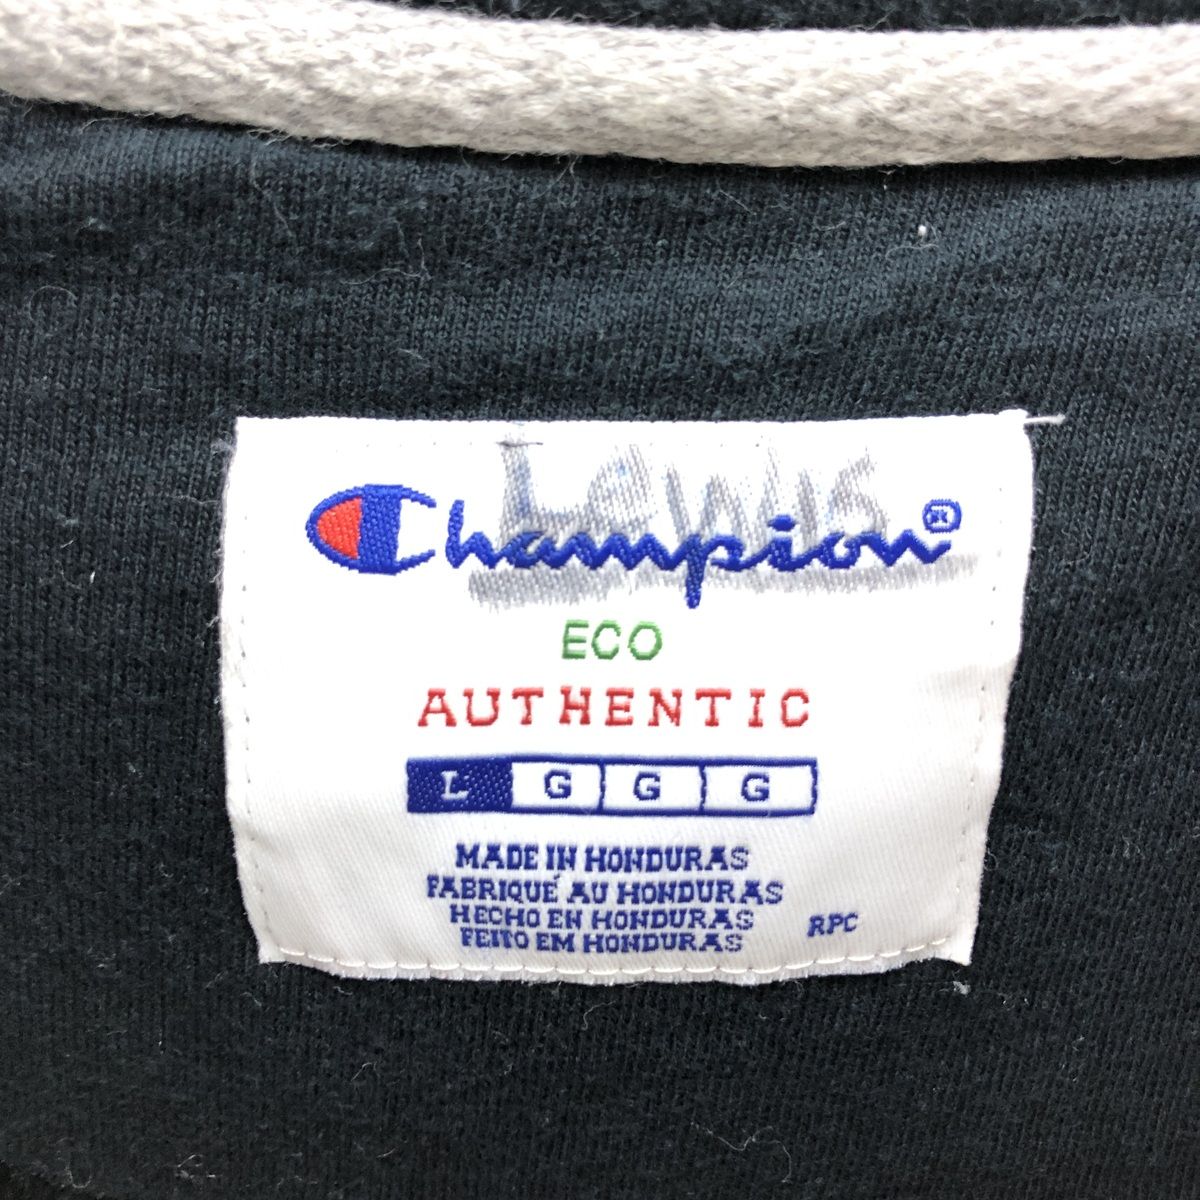 Lewis
Champion®
ECO
AUTHENTIC
L G G G
MADE IN HONDURAS
FABRIQUÉ AU HONDURAS
HECHO EN HONDURAS
FEITO EM HONDURAS
RPC